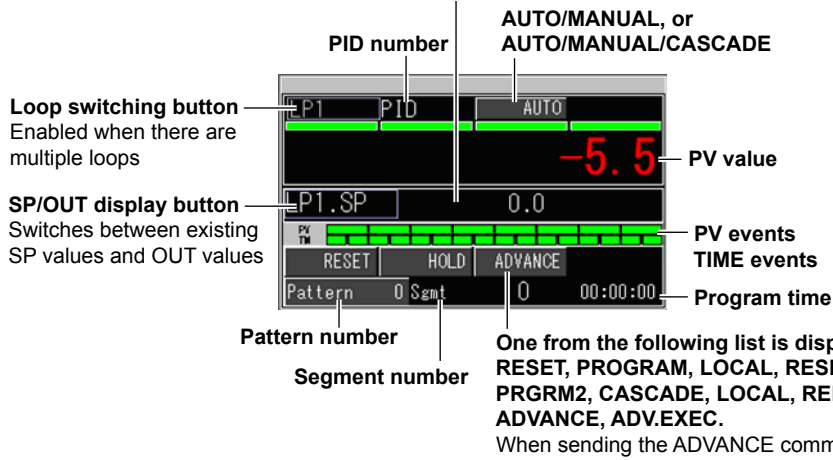 AUTO/MANUAL, or
AUTO/MANUAL/CASCADE
PID number
Loop switching button
Enabled when there are
multiple loops
LP1 PID AUTO
-5.5
PV value
SP/OUT display button
Switches between existing
SP values and OUT values
LP1.SP 0.0
PV
TM
PV events
TIME events
RESET HOLD ADVANCE
Pattern 0 Sgmt 0 00:00:00
Program time
Pattern number
Segment number
One from the following list is disp
RESET, PROGRAM, LOCAL,
PRGRM2, CASCADE, LOCAL,
ADVANCE, ADV.EXEC.
When sending the ADVANCE comm